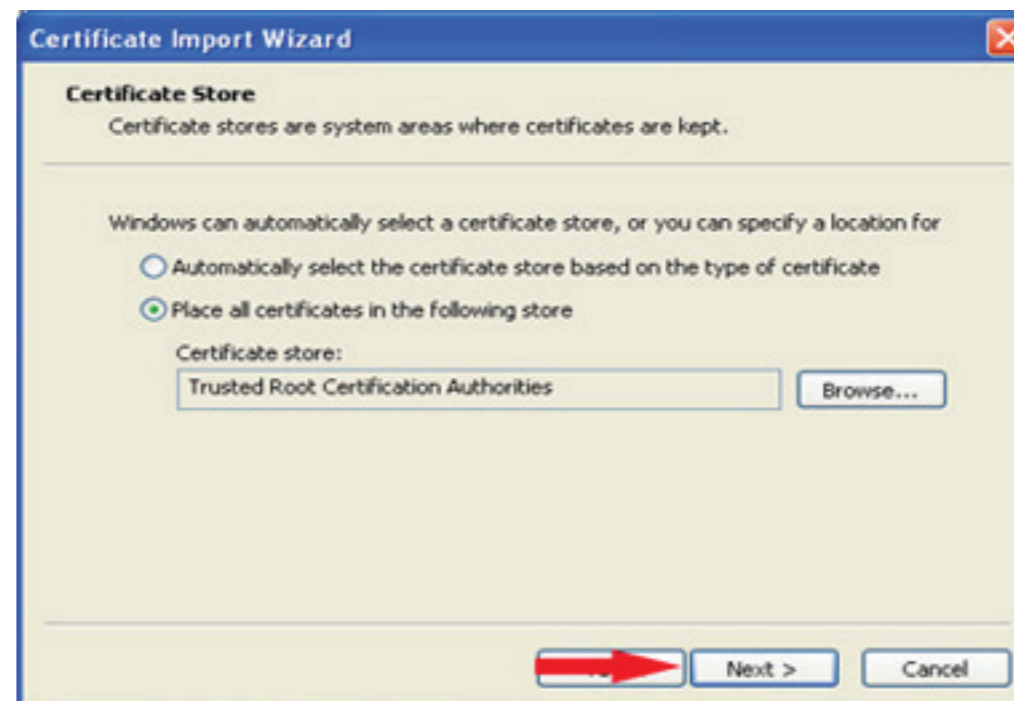 Certificate Import Wizard
Certificate Store
Certificate stores are system areas where certificates are kept.
Windows can automatically select a certificate store, or you can specify a location for
Automatically select the certificate store based on the type of certificate
Place all certificates in the following store
Certificate store:
Trusted Root Certification Authorities
Browse...
Next >
Cancel